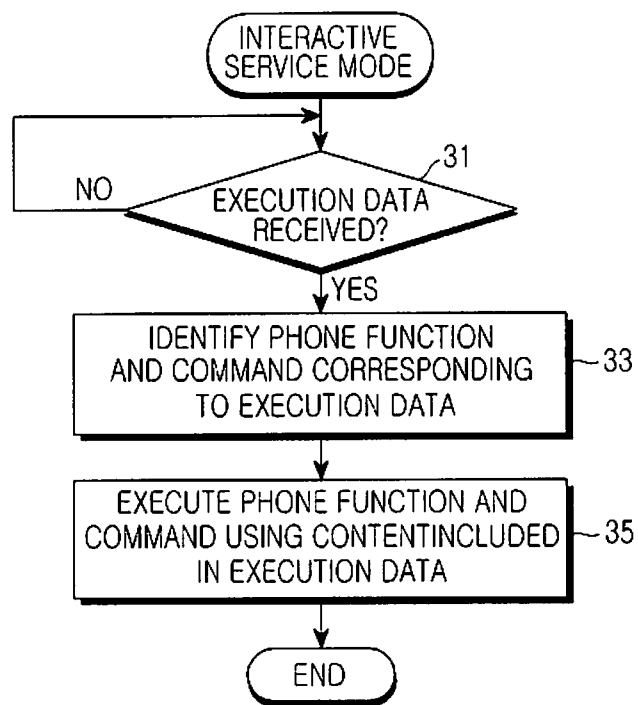 INTERACTIVE
SERVICE MODE
31
NO
EXECUTION DATA
RECEIVED?
YES
IDENTIFY PHONE FUNCTION
AND COMMAND CORRESPONDING
TO EXECUTION DATA
33
EXECUTE PHONE FUNCTION AND
COMMAND USING CONTENTINCLUDED
IN EXECUTION DATA
35
END